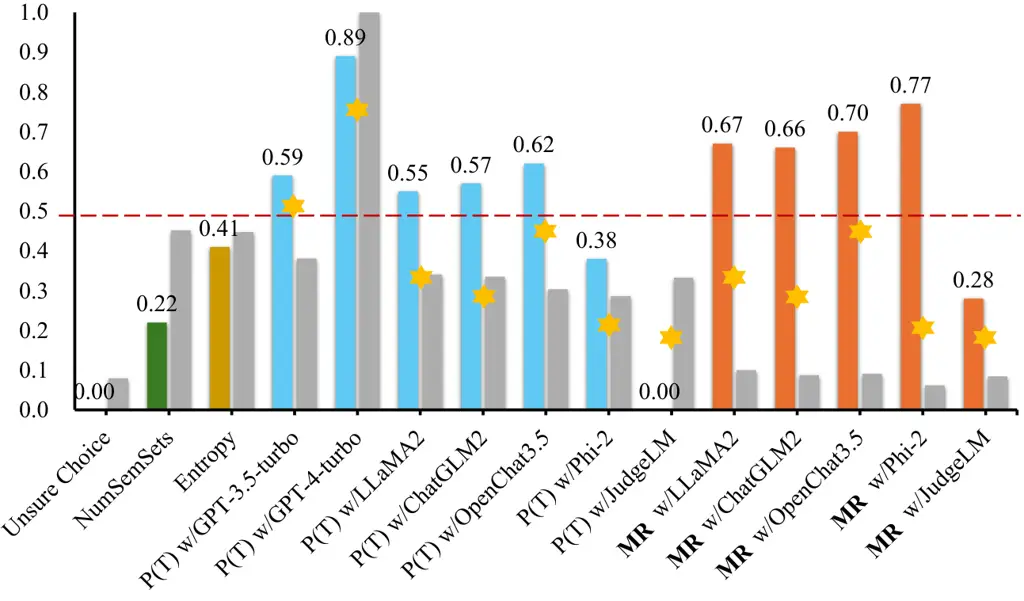 1.0
0.9
0.8
0.7
0.6
0.5
0.4
0.3
0.2
0.1
0.0
0.00
0.22
0.41
0.59
0.89
0.55
0.57
0.62
0.38
0.00
0.67
0.66
0.70
0.77
0.28
Unsure Choice
NumSemSets
Entropy
P(T) w/GPT-3.5-turbo
P(T) w/GPT-4-turbo
P(T) w/LLaMA2
P(T) w/ChatGLM2
P(T) w/OpenChat3.5
P(T) w/Phi-2
P(T) w/JudgeLM
MR w/LLaMA2
MR w/ChatGLM2
MR w/OpenChat3.5
MR w/Phi-2
MR w/JudgeLM